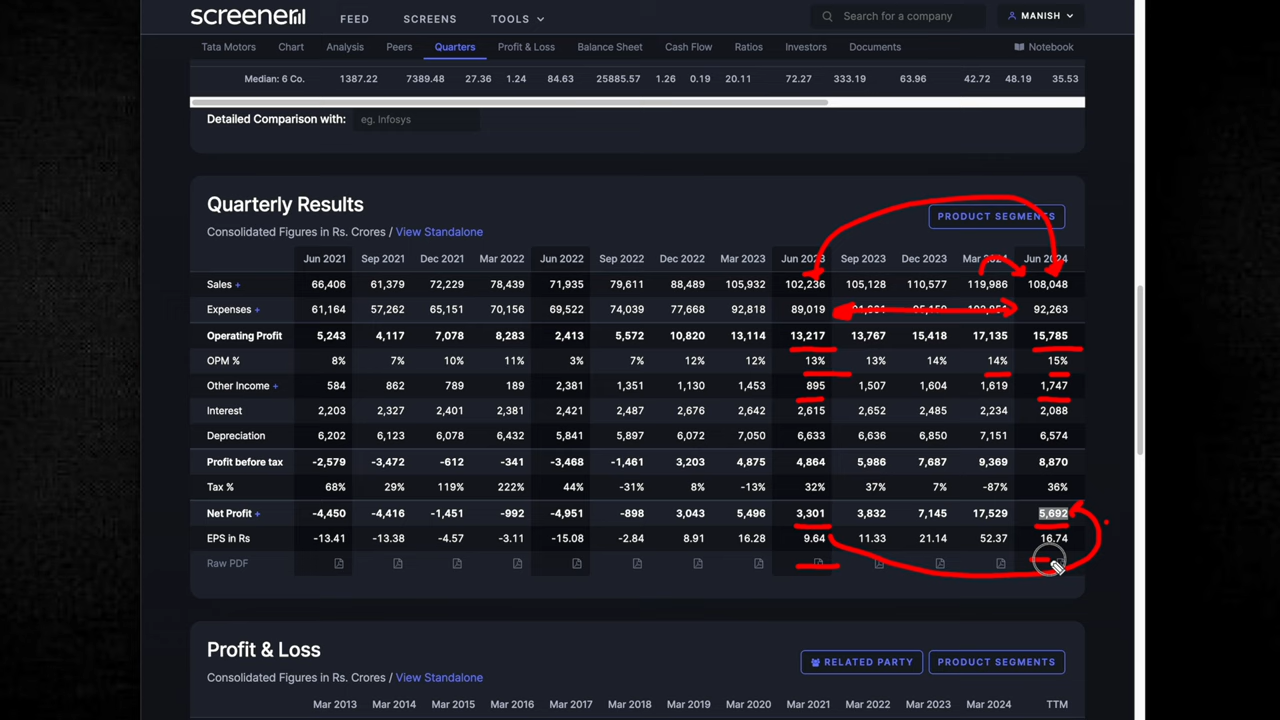 screener
FEED SCREENS TOOLS
Search for a company
MANISH
Tata Motors Chart Analysis Peers Quarters Profit & Loss Balance Sheet Cash Flow Ratios Investors Documents Notebook
Median: 6 Co. 1387.22 7389.48 27.36 1.24 84.63 25885.57 1.26 0.19 20.11 72.27 333.19 63.96 42.72 48.19 35.53
Detailed Comparison with: eg. Infosys
Quarterly Results
PRODUCT SEGMENTS
Consolidated Figures in Rs. Crores / View Standalone
Jun 2021 Sep 2021 Dec 2021 Mar 2022 Jun 2022 Sep 2022 Dec 2022 Mar 2023 Jun 2023 Sep 2023 Dec 2023 Mar 2024 Jun 2024
Sales + 66,406 61,379 72,229 78,439 71,935 79,611 88,489 105,932 102,236 105,128 110,577 119,986 108,048
Expenses + 61,164 57,262 65,151 70,156 69,522 74,039 77,668 92,818 89,019 92,263
Operating Profit 5,243 4,117 7,078 8,283 2,413 5,572 10,820 13,114 13,217 13,767 15,418 17,135 15,785
OPM % 8% 7% 10% 11% 3% 7% 12% 12% 13% 13% 14% 14% 15%
Other Income + 584 862 789 189 2,381 1,351 1,130 1,453 895 1,507 1,604 1,619 1,747
Interest 2,203 2,327 2,401 2,381 2,421 2,487 2,676 2,642 2,615 2,652 2,485 2,234 2,088
Depreciation 6,202 6,123 6,078 6,432 5,841 5,897 6,072 7,050 6,633 6,636 6,850 7,151 6,574
Profit before tax -2,579 -3,472 -612 -341 -3,468 -1,461 3,203 4,875 4,864 5,986 7,687 9,369 8,870
Tax % 68% 29% 119% 222% 44% -31% 8% -13% 32% 37% 7% -87% 36%
Net Profit + -4,450 -4,416 -1,451 -992 -4,951 -898 3,043 5,496 3,301 3,832 7,145 17,529 5,692
EPS in Rs -13.41 -13.38 -4.57 -3.11 -15.08 -2.84 8.91 16.28 9.64 11.33 21.14 52.37 16.74
Raw PDF
Profit & Loss
RELATED PARTY PRODUCT SEGMENTS
Consolidated Figures in Rs. Crores / View Standalone
Mar 2013 Mar 2014 Mar 2015 Mar 2016 Mar 2017 Mar 2018 Mar 2019 Mar 2020 Mar 2021 Mar 2022 Mar 2023 Mar 2024 TTM